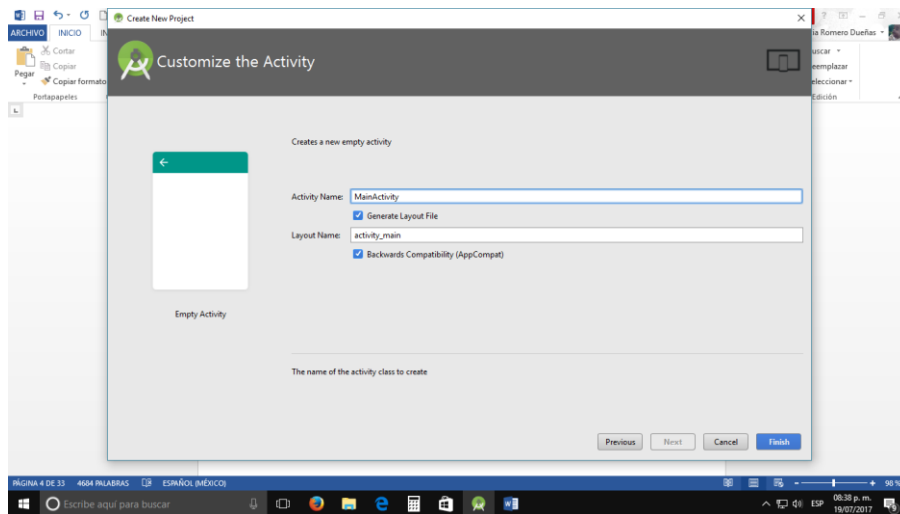 Create New Project
ARCHIVO INICIO IN
ia Romero Dueñas
Cortar
Copiar
Pegar
Copiar formato
Portapapeles
uscar
eemplazar
eleccionar
Edición
Customize the Activity
Creates a new empty activity
Activity Name: MainActivity
Generate Layout File
Layout Name: activity_main
Backwards Compatibility (AppCompat)
Empty Activity
The name of the activity class to create
Previous Next Cancel Finish
PÁGINA 4 DE 33 4684 PALABRAS ESPAÑOL (MÉXICO) 98 %
Escribe aquí para buscar
ESP
08:38 p. m.
19/07/2017